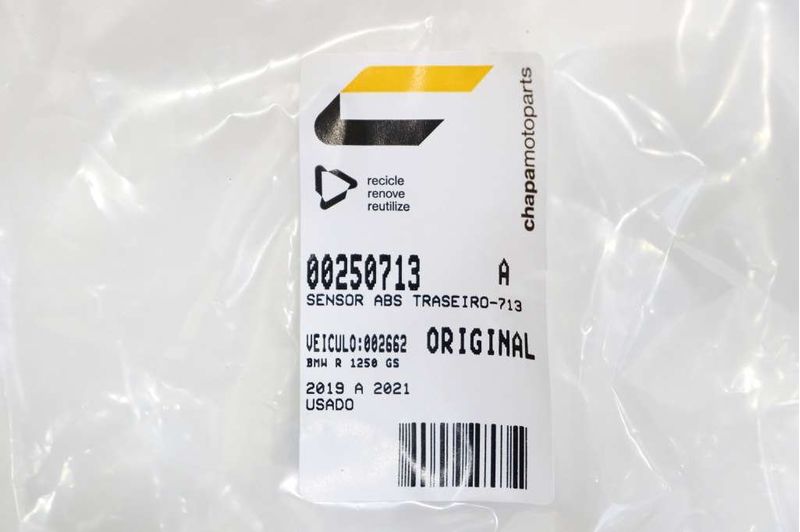 chapamotoparts
recicle
renove
reutilize
00250713 A
SENSOR ABS TRASEIRO-713
VEICULO:002662 ORIGINAL
BMW R 1250 GS
2019 A 2021
USADO